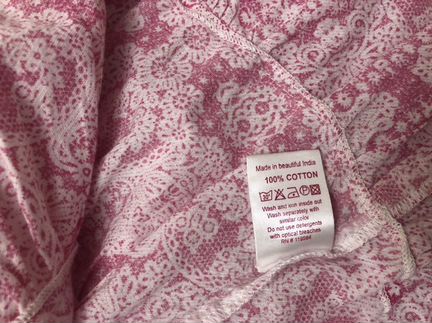 Made in beautiful India
100% COTTON
Wash and iron inside out
Wash separately with
similar color
Do not use detergents
with optical bleaches
RN #